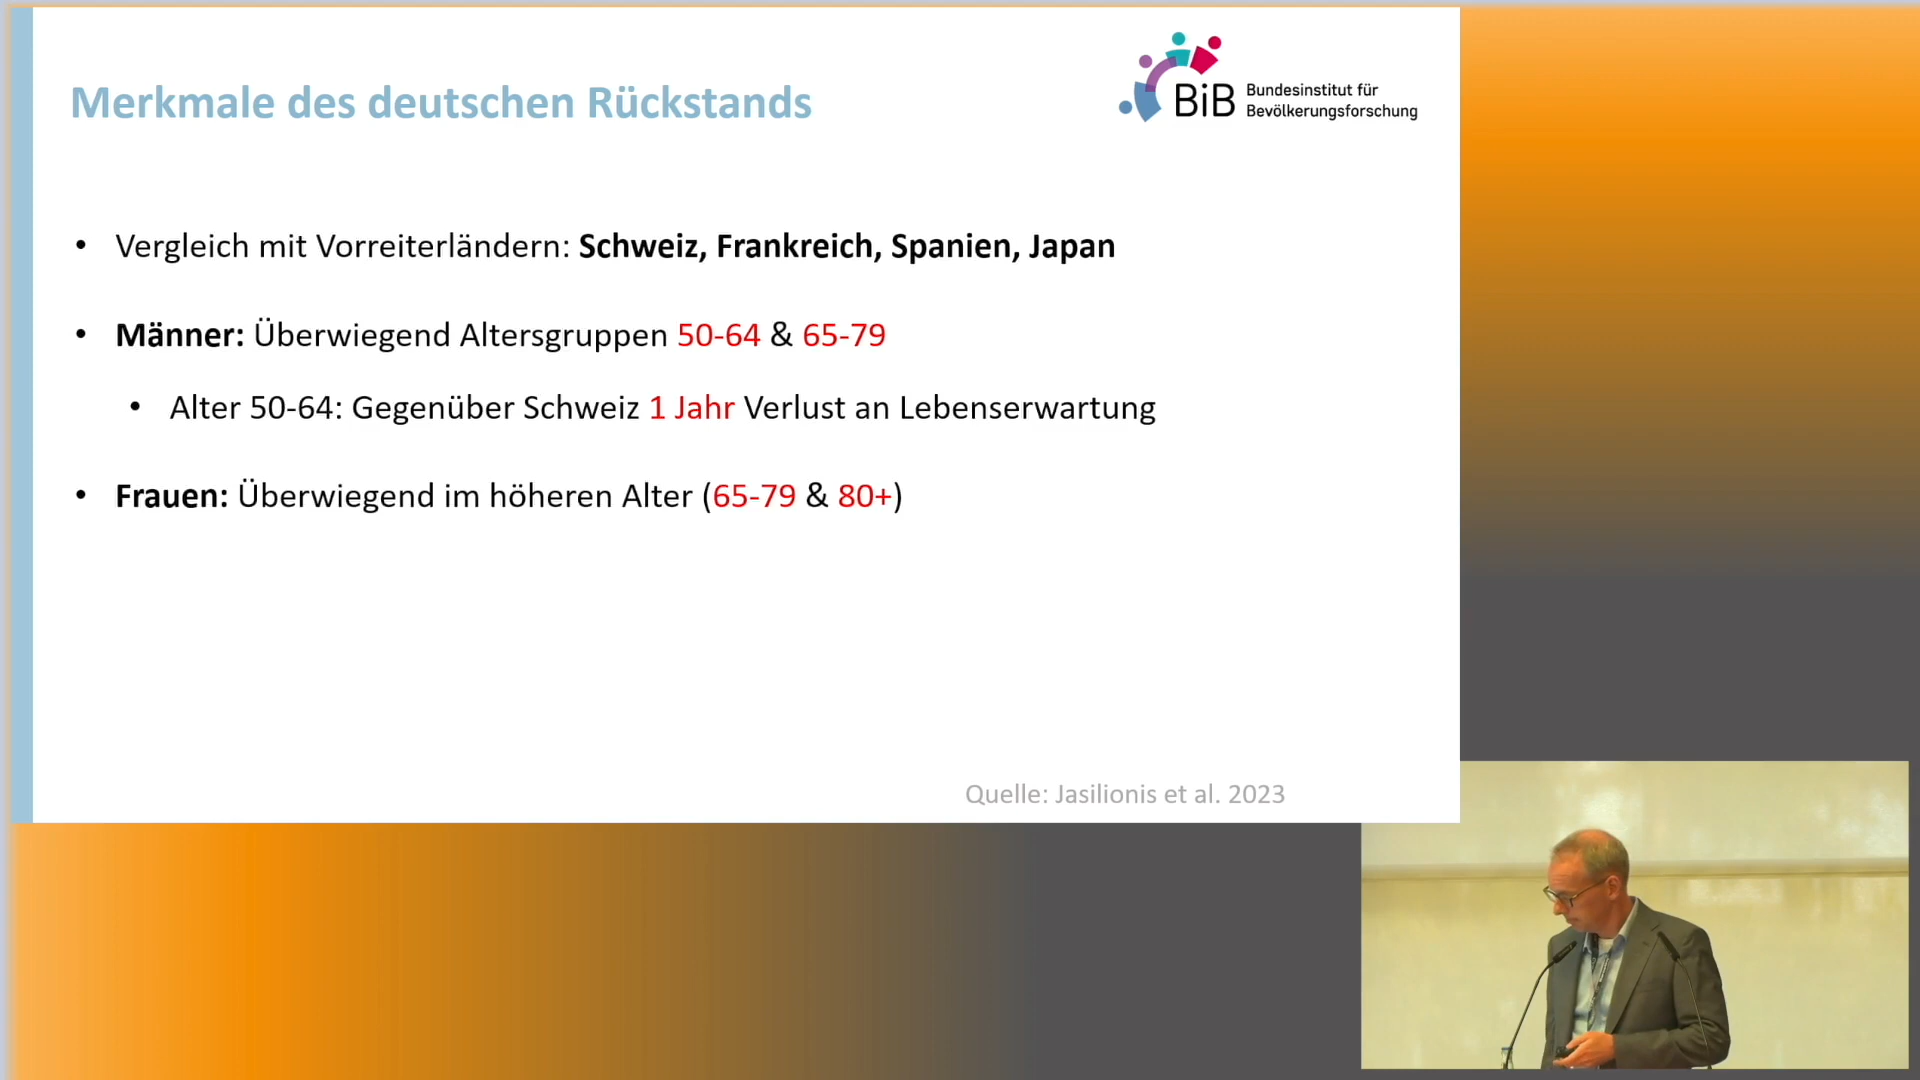 Merkmale des deutschen Rückstands
BiB Bundesinstitut für
Bevölkerungsforschung
• Vergleich mit Vorreiterländern: Schweiz, Frankreich, Spanien, Japan
• Männer: Überwiegend Altersgruppen 50-64 & 65-79
• Alter 50-64: Gegenüber Schweiz 1 Jahr Verlust an Lebenserwartung
• Frauen: Überwiegend im höheren Alter (65-79 & 80+)
Quelle: Jasilionis et al. 2023